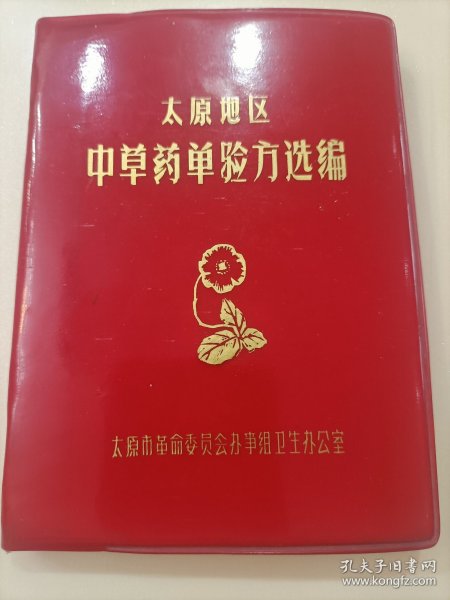 太原地区
中草药单验方选编
太原市革命委员会办事组卫生办公室
孔夫子旧书网
www.kongfz.com